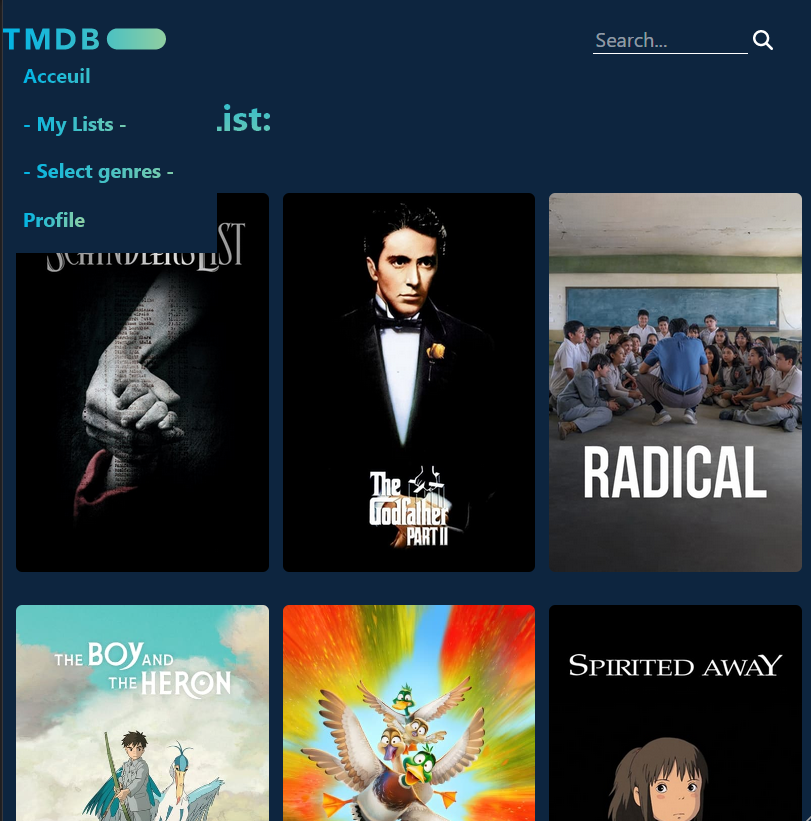 TMDB
Search...
Acceuil
- My Lists -
.ist:
- Select genres -
Profile
SCHINDLER'S LIST
The
Godfather
PART II
RADICAL
THE BOY AND
THE HERON
SPIRITED AWAY